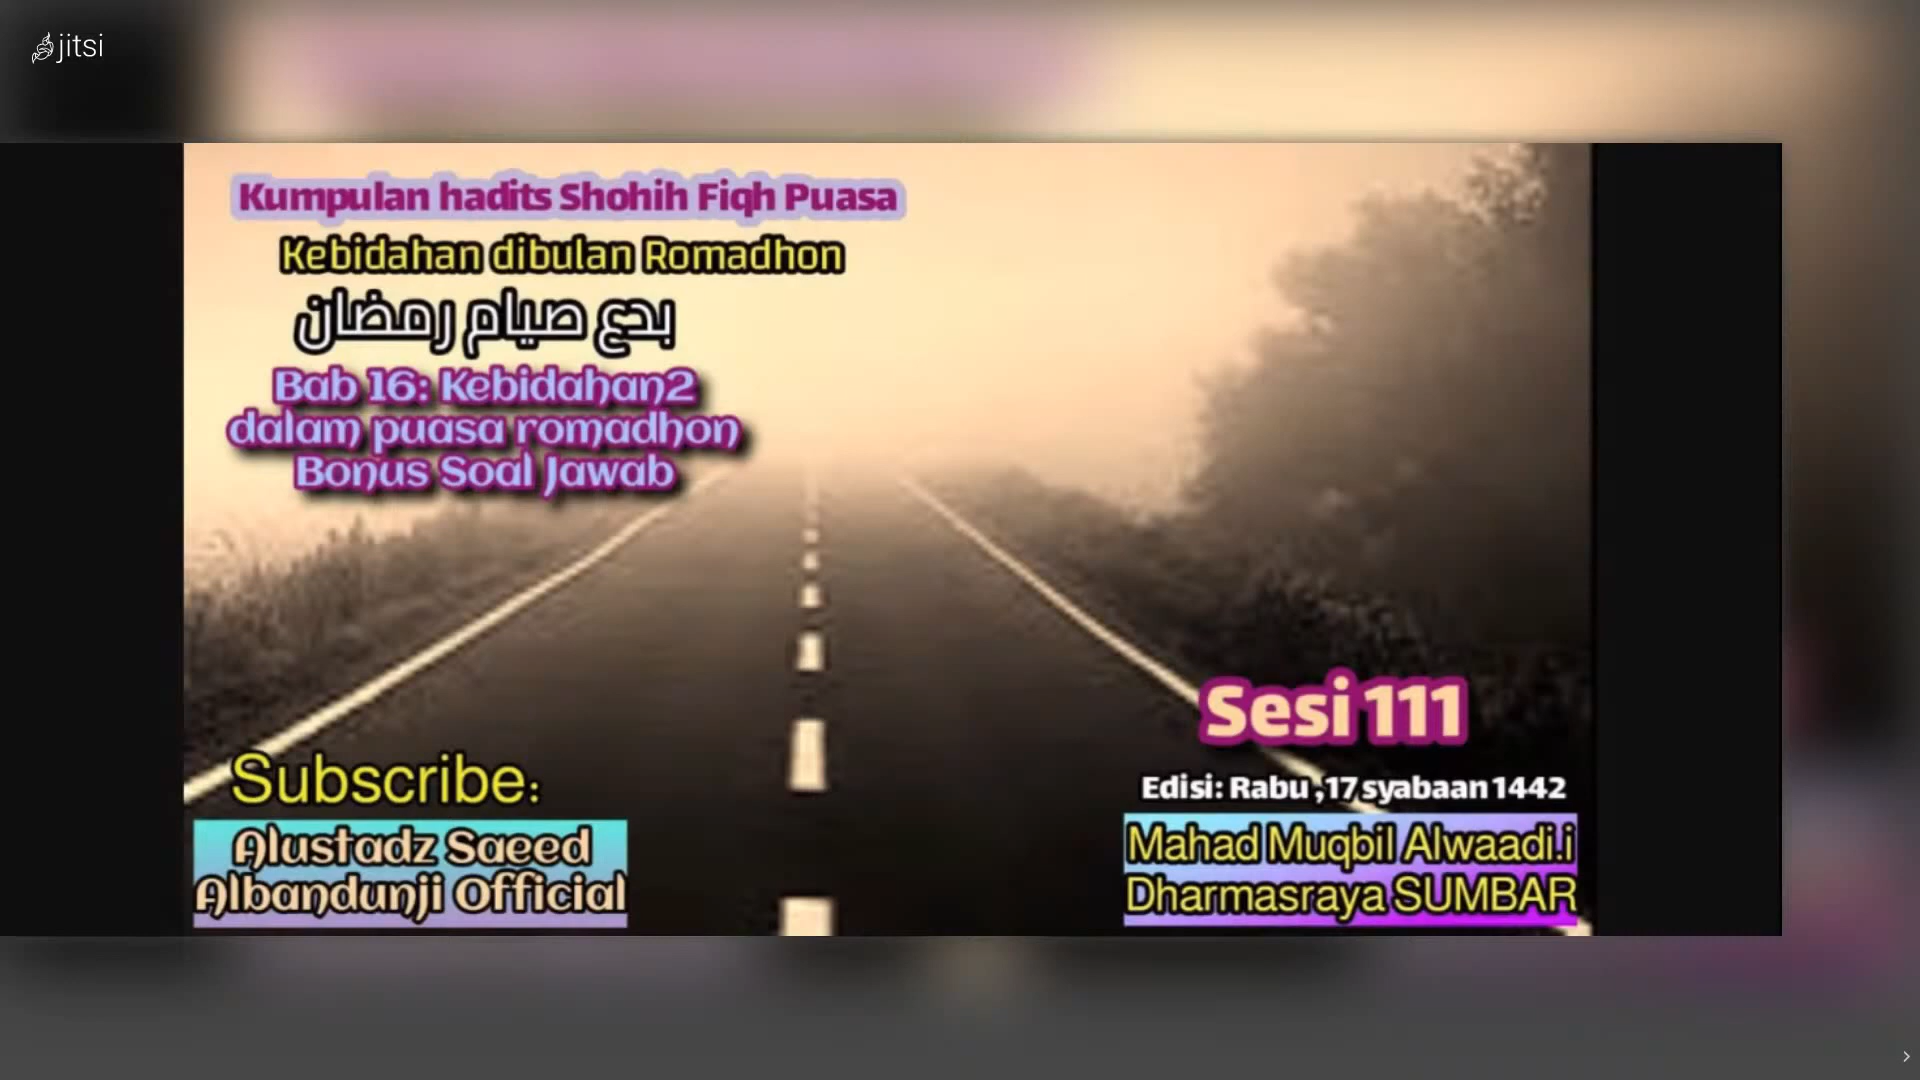 jitsi
Kumpulan hadits Shohih Fiqh Puasa
Kebidahan dibulan Romadhon
بدع صيام رمضان
Bab 16: Kebidahan2
dalam puasa romadhon
Bonus Soal Jawab
Sesi 111
Subscribe:
Edisi: Rabu ,17 syabaan 1442
Alustadz Saeed
Albandunji Official
Mahad Muqbil Alwaadi.i
Dharmasraya SUMBAR